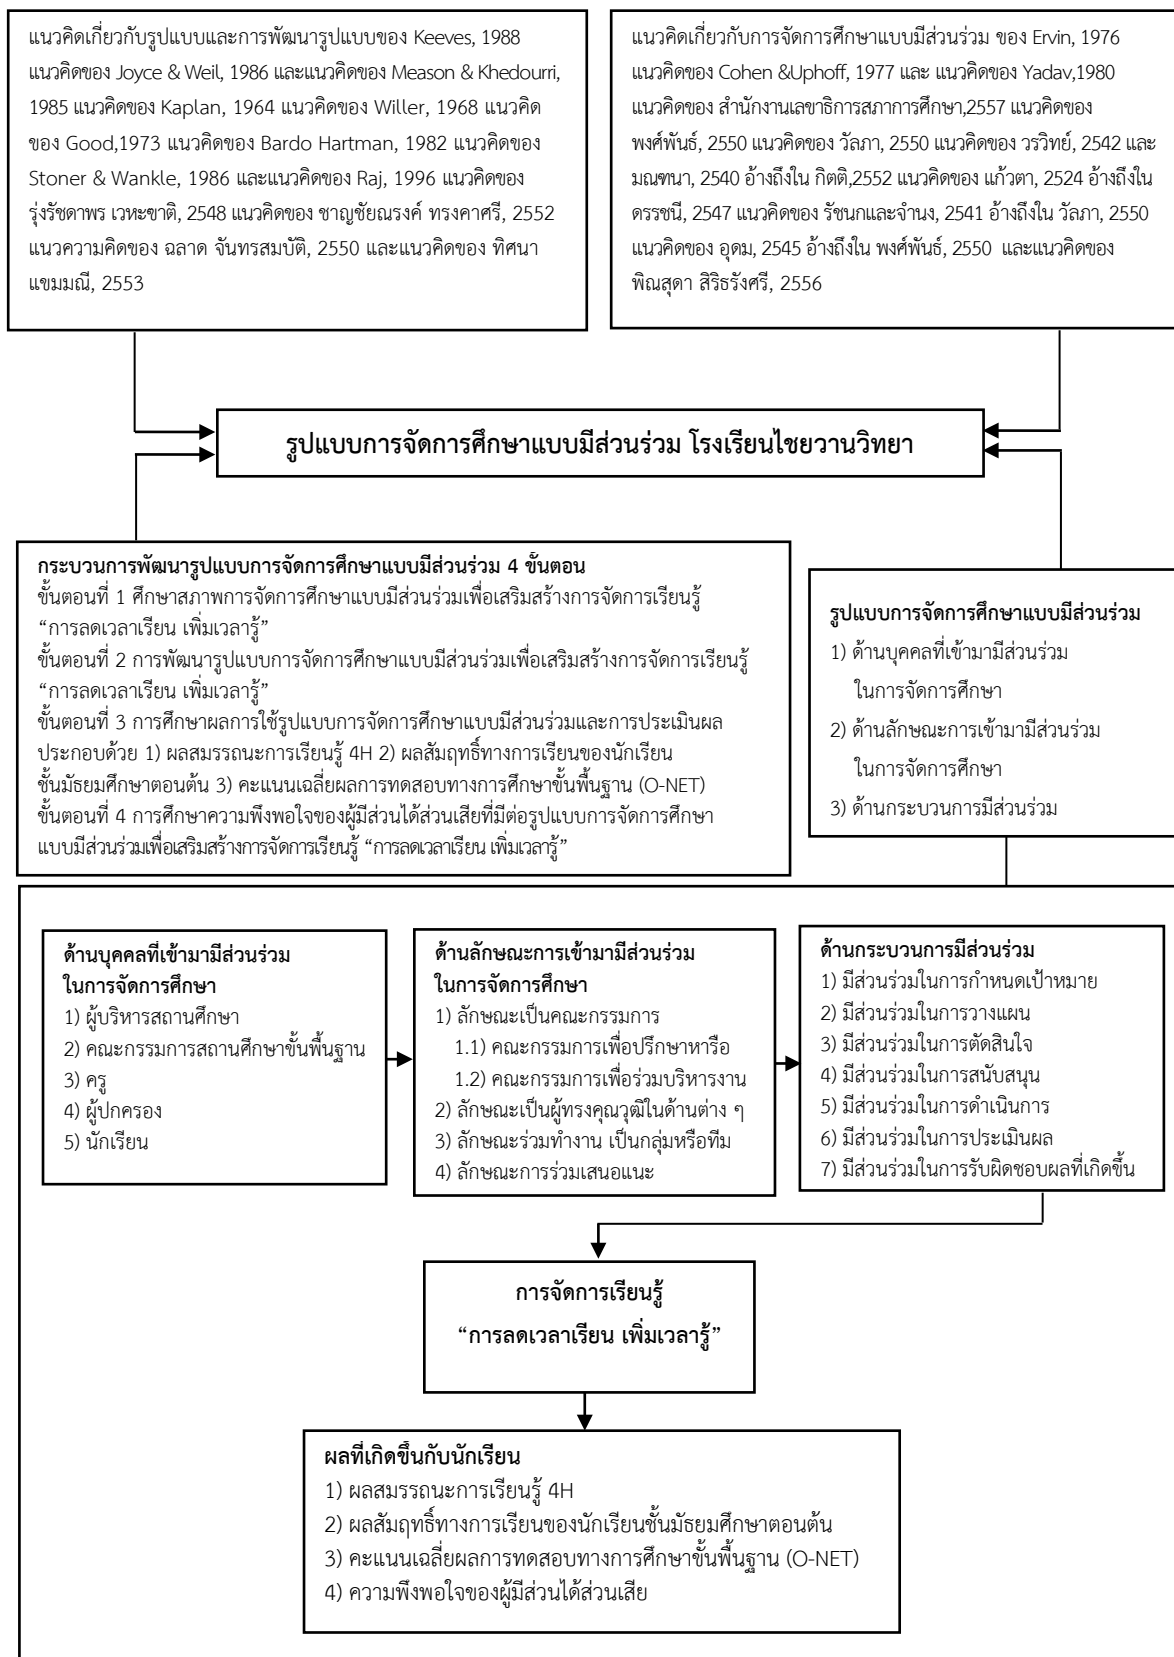 แนวคิดเกี่ยวกับรูปแบบและการพัฒนารูปแบบของ Keeves, 1988
แนวคิดของ Joyce & Weil, 1986 และแนวคิดของ Meason & Khedourri,
1985 แนวคิดของ Kaplan, 1964 แนวคิดของ Willer, 1968 แนวคิด
ของ Good,1973 แนวคิดของ Bardo Hartman, 1982 แนวคิดของ
Stoner & Wankle, 1986 และแนวคิดของ Raj, 1996 แนวคิดของ
รุ่งรัชดาพร เวหะชาติ, 2548 แนวคิดของ ชาญชัยณรงค์ ทรงคาศรี, 2552
แนวความคิดของ ฉลาด จันทรสมบัติ, 2550 และแนวคิดของ ทิศนา
แขมมณี, 2553
แนวคิดเกี่ยวกับการจัดการศึกษาแบบมีส่วนร่วม ของ Ervin, 1976
แนวคิดของ Cohen &Uphoff, 1977 และ แนวคิดของ Yadav,1980
แนวคิดของ สำนักงานเลขาธิการสภาการศึกษา,2557 แนวคิดของ
พงศ์พันธ์, 2550 แนวคิดของ วัลภา, 2550 แนวคิดของ วรวิทย์, 2542 และ
มณฑนา, 2540 อ้างถึงใน กิตติ,2552 แนวคิดของ แก้วตา, 2524 อ้างถึงใน
ดรรชนี, 2547 แนวคิดของ รัชนกและจำนง, 2541 อ้างถึงใน วัลภา, 2550
แนวคิดของ อุดม, 2545 อ้างถึงใน พงศ์พันธ์, 2550 และแนวคิดของ
พิณสุดา สิริธรังศรี, 2556
รูปแบบการจัดการศึกษาแบบมีส่วนร่วม โรงเรียนไชยวานวิทยา
กระบวนการพัฒนารูปแบบการจัดการศึกษาแบบมีส่วนร่วม 4 ขั้นตอน
ขั้นตอนที่ 1 ศึกษาสภาพการจัดการศึกษาแบบมีส่วนร่วมเพื่อเสริมสร้างการจัดการเรียนรู้
“การลดเวลาเรียน เพิ่มเวลารู้”
ขั้นตอนที่ 2 การพัฒนารูปแบบการจัดการศึกษาแบบมีส่วนร่วมเพื่อเสริมสร้างการจัดการเรียนรู้
“การลดเวลาเรียน เพิ่มเวลารู้”
ขั้นตอนที่ 3 การศึกษาผลการใช้รูปแบบการจัดการศึกษาแบบมีส่วนร่วมและการประเมินผล
ประกอบด้วย 1) ผลสมรรถนะการเรียนรู้ 4H 2) ผลสัมฤทธิ์ทางการเรียนของนักเรียน
ชั้นมัธยมศึกษาตอนต้น 3) คะแนนเฉลี่ยผลการทดสอบทางการศึกษาขั้นพื้นฐาน (O-NET)
ขั้นตอนที่ 4 การศึกษาความพึงพอใจของผู้มีส่วนได้ส่วนเสียที่มีต่อรูปแบบการจัดการศึกษา
แบบมีส่วนร่วมเพื่อเสริมสร้างการจัดการเรียนรู้ “การลดเวลาเรียน เพิ่มเวลารู้”
รูปแบบการจัดการศึกษาแบบมีส่วนร่วม
1) ด้านบุคคลที่เข้ามามีส่วนร่วม
ในการจัดการศึกษา
2) ด้านลักษณะการเข้ามามีส่วนร่วม
ในการจัดการศึกษา
3) ด้านกระบวนการมีส่วนร่วม
ด้านบุคคลที่เข้ามามีส่วนร่วม
ในการจัดการศึกษา
1) ผู้บริหารสถานศึกษา
2) คณะกรรมการสถานศึกษาขั้นพื้นฐาน
3) ครู
4) ผู้ปกครอง
5) นักเรียน
ด้านลักษณะการเข้ามามีส่วนร่วม
ในการจัดการศึกษา
1) ลักษณะเป็นคณะกรรมการ
1.1) คณะกรรมการเพื่อปรึกษาหารือ
1.2) คณะกรรมการเพื่อร่วมบริหารงาน
2) ลักษณะเป็นผู้ทรงคุณวุฒิในด้านต่าง ๆ
3) ลักษณะร่วมทำงาน เป็นกลุ่มหรือทีม
4) ลักษณะการร่วมเสนอแนะ
ด้านกระบวนการมีส่วนร่วม
1) มีส่วนร่วมในการกำหนดเป้าหมาย
2) มีส่วนร่วมในการวางแผน
3) มีส่วนร่วมในการตัดสินใจ
4) มีส่วนร่วมในการสนับสนุน
5) มีส่วนร่วมในการดำเนินการ
6) มีส่วนร่วมในการประเมินผล
7) มีส่วนร่วมในการรับผิดชอบผลที่เกิดขึ้น
การจัดการเรียนรู้
“การลดเวลาเรียน เพิ่มเวลารู้”
ผลที่เกิดขึ้นกับนักเรียน
1) ผลสมรรถนะการเรียนรู้ 4H
2) ผลสัมฤทธิ์ทางการเรียนของนักเรียนชั้นมัธยมศึกษาตอนต้น
3) คะแนนเฉลี่ยผลการทดสอบทางการศึกษาขั้นพื้นฐาน (O-NET)
4) ความพึงพอใจของผู้มีส่วนได้ส่วนเสีย